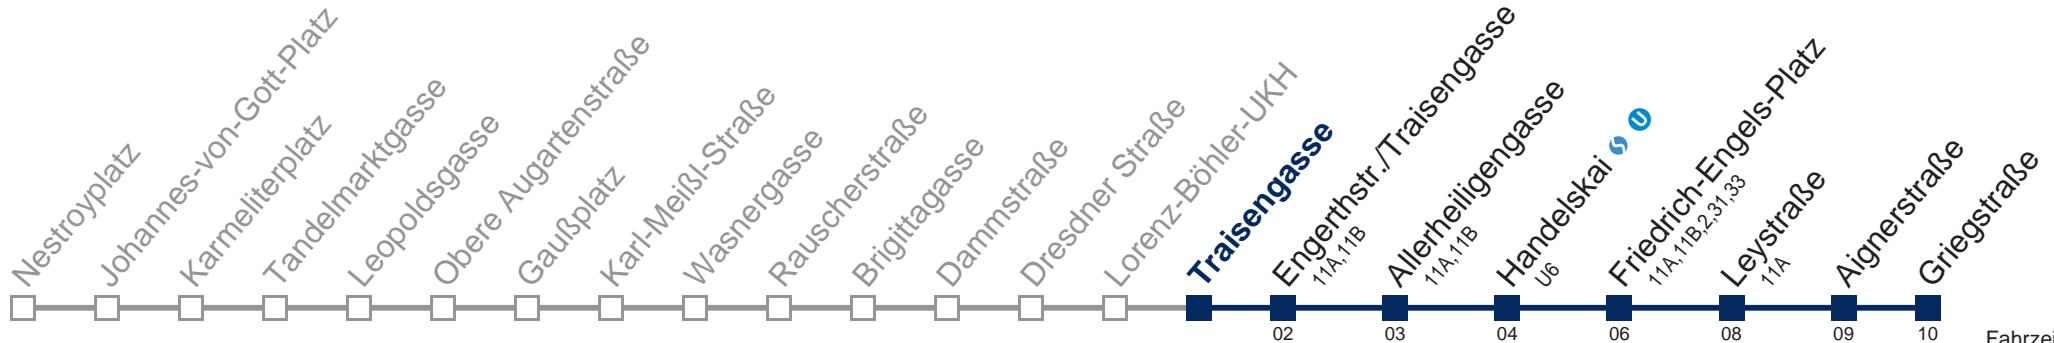 Nestroyplatz
Johannes-von-Gott-Platz
Karmeliterplatz
Tandelmarktgasse
Leopoldsgasse
Obere Augartenstraße
Gaußplatz
Karl-Meißl-Straße
Wasnergasse
Rauscherstraße
Brigittagasse
Dammstraße
Dresdner Straße
Lorenz-Böhler-UKH
Traisengasse
Engerthstr./Traisengasse
11A,11B
02
Allerheiligengasse
11A,11B
03
Handelskai S U
U6
04
Friedrich-Engels-Platz
11A,11B,2,31,33
06
Leystraße
11A
08
Aignerstraße
09
Griegstraße
10